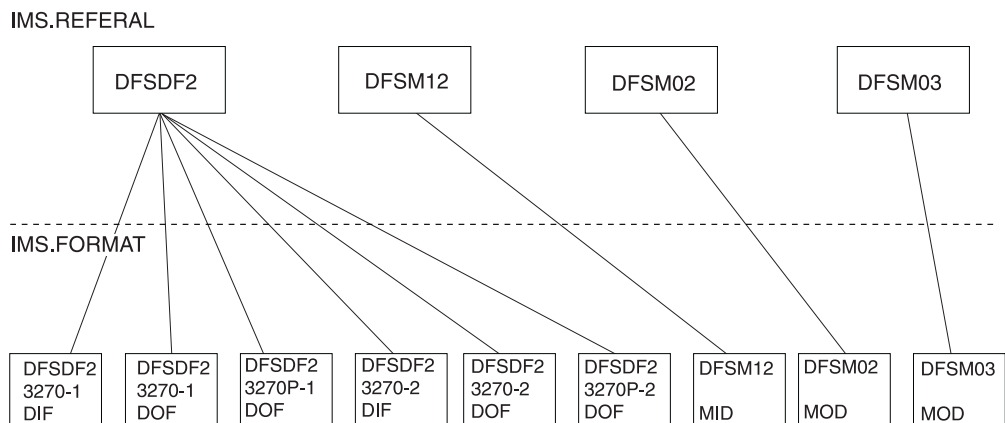 IMS.REFERAL
DFSDF2
DFSM12
DFSM02
DFSM03
IMS.FORMAT
DFSDF2
3270-1
DIF
DFSDF2
3270-1
DOF
DFSDF2
3270P-1
DOF
DFSDF2
3270-2
DIF
DFSDF2
3270-2
DOF
DFSDF2
3270P-2
DOF
DFSM12
MID
DFSM02
MOD
DFSM03
MOD